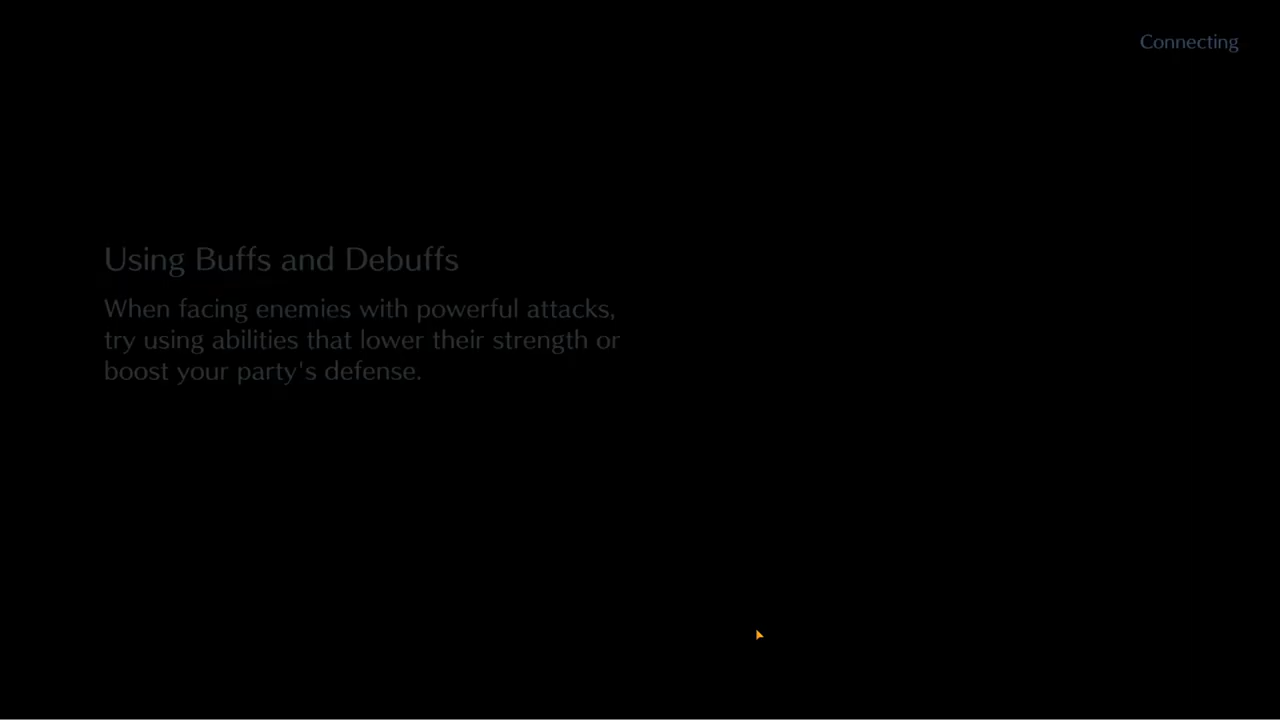 Connecting
Using Buffs and Debuffs
When facing enemies with powerful attacks,
try using abilities that lower their strength or
boost your party's defense.